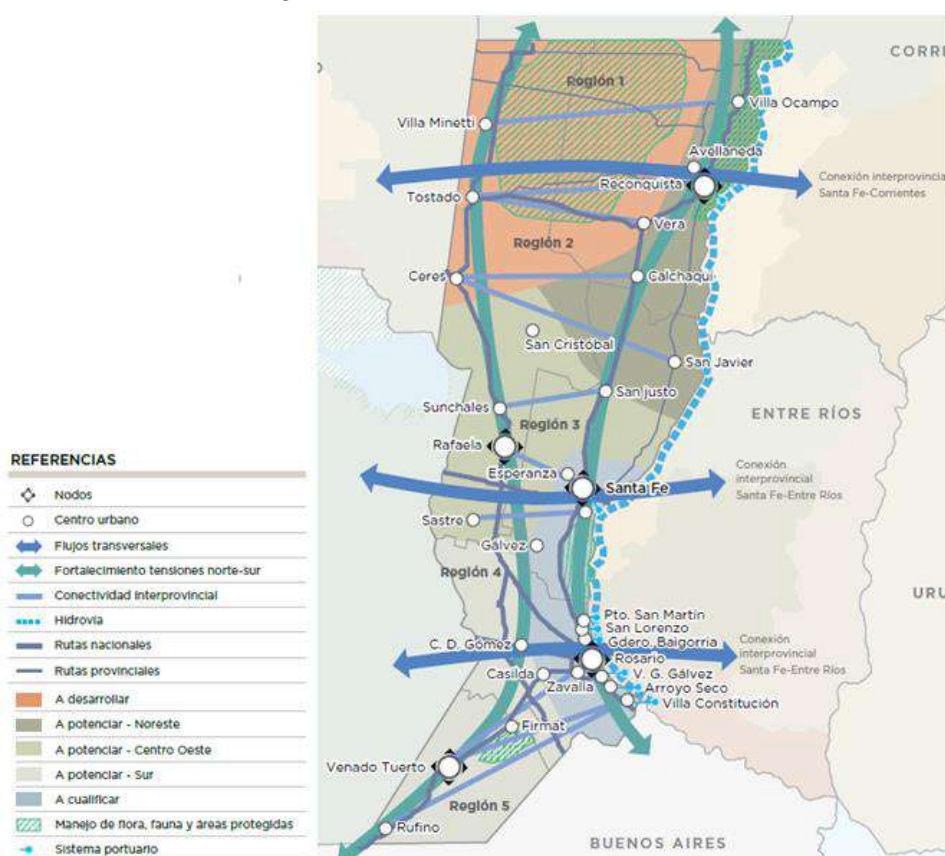 CORRI
Región 1
Villa Ocampo
Villa Minetti
Avellaneda
Reconquista
Conexión interprovincia
Santa Fe-Corrientes
Tostado
Vera
Región 2
Ceres
Calchaqui
San Cristóbal
San Javier
San justo
Sunchales
ENTRE RÍOS
Región 3
Rafaela
Esperanza
Conexión
interprovincial
Santa Fe-Entre Ríos
Santa Fe
Sastre
Gálvez
Región 4
URU
Pto. San Martín
San Lorenzo
Gdero. Baigorria
C. D. Gómez
Rosario
Conexión
interprovincial
Santa Fe-Entre Ríos
Casilda
V. G. Gálvez
Zavalla
Arroyo Seco
Villa Constitución
Firmat
Venado Tuerto
Región 5
Rufino
BUENOS AIRES
REFERENCIAS
Nodos
Centro urbano
Flujos transversales
Fortalecimiento tensiones norte-sur
Conectividad interprovincial
Hidrovía
Rutas nacionales
Rutas provinciales
A desarrollar
A potenciar - Noreste
A potenciar - Centro Oeste
A potenciar - Sur
A cualificar
Manejo de flora, fauna y áreas protegidas
Sistema portuario